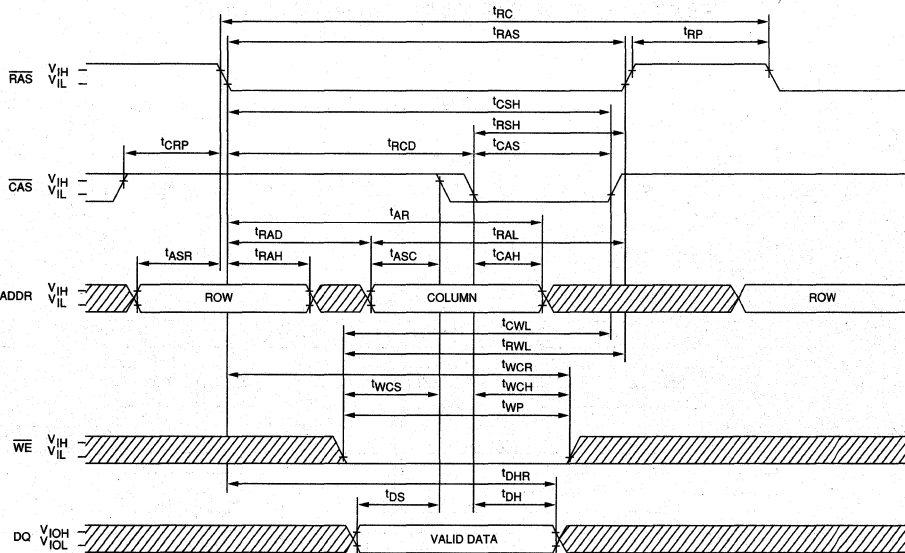 tRC
tRAS
tRP
RAS VIH
VIL
tCSH
tRSH
tCRP
tRCD
tCAS
CAS VIH
VIL
tAR
tRAD
tRAL
tASR
tRAH
tASC
tCAH
ADDR VIH
VIL
ROW
COLUMN
ROW
tCWL
tRWL
tWCR
tWCS
tWCH
tWP
WE VIH
VIL
tDHR
tDS
tDH
DQ VIOH
VIOL
VALID DATA